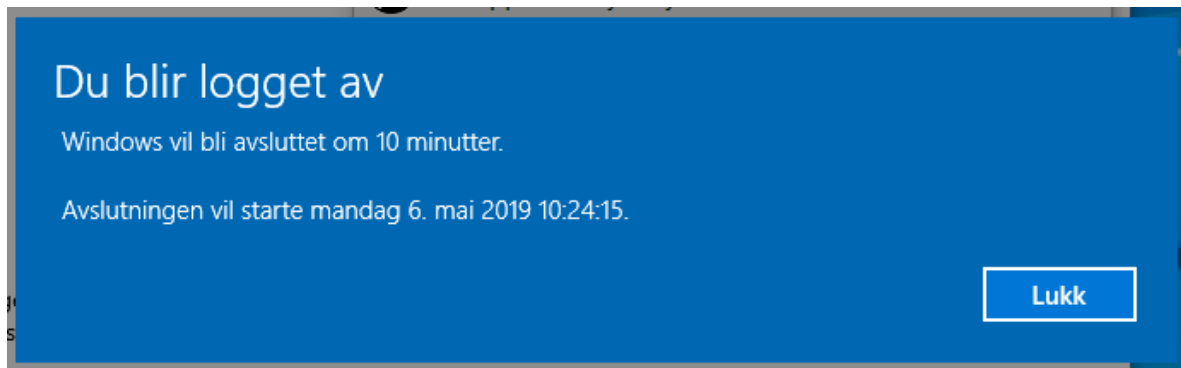 Du blir logget av
Windows vil bli avsluttet om 10 minutter.
Avslutningen vil starte mandag 6. mai 2019 10:24:15.
Lukk